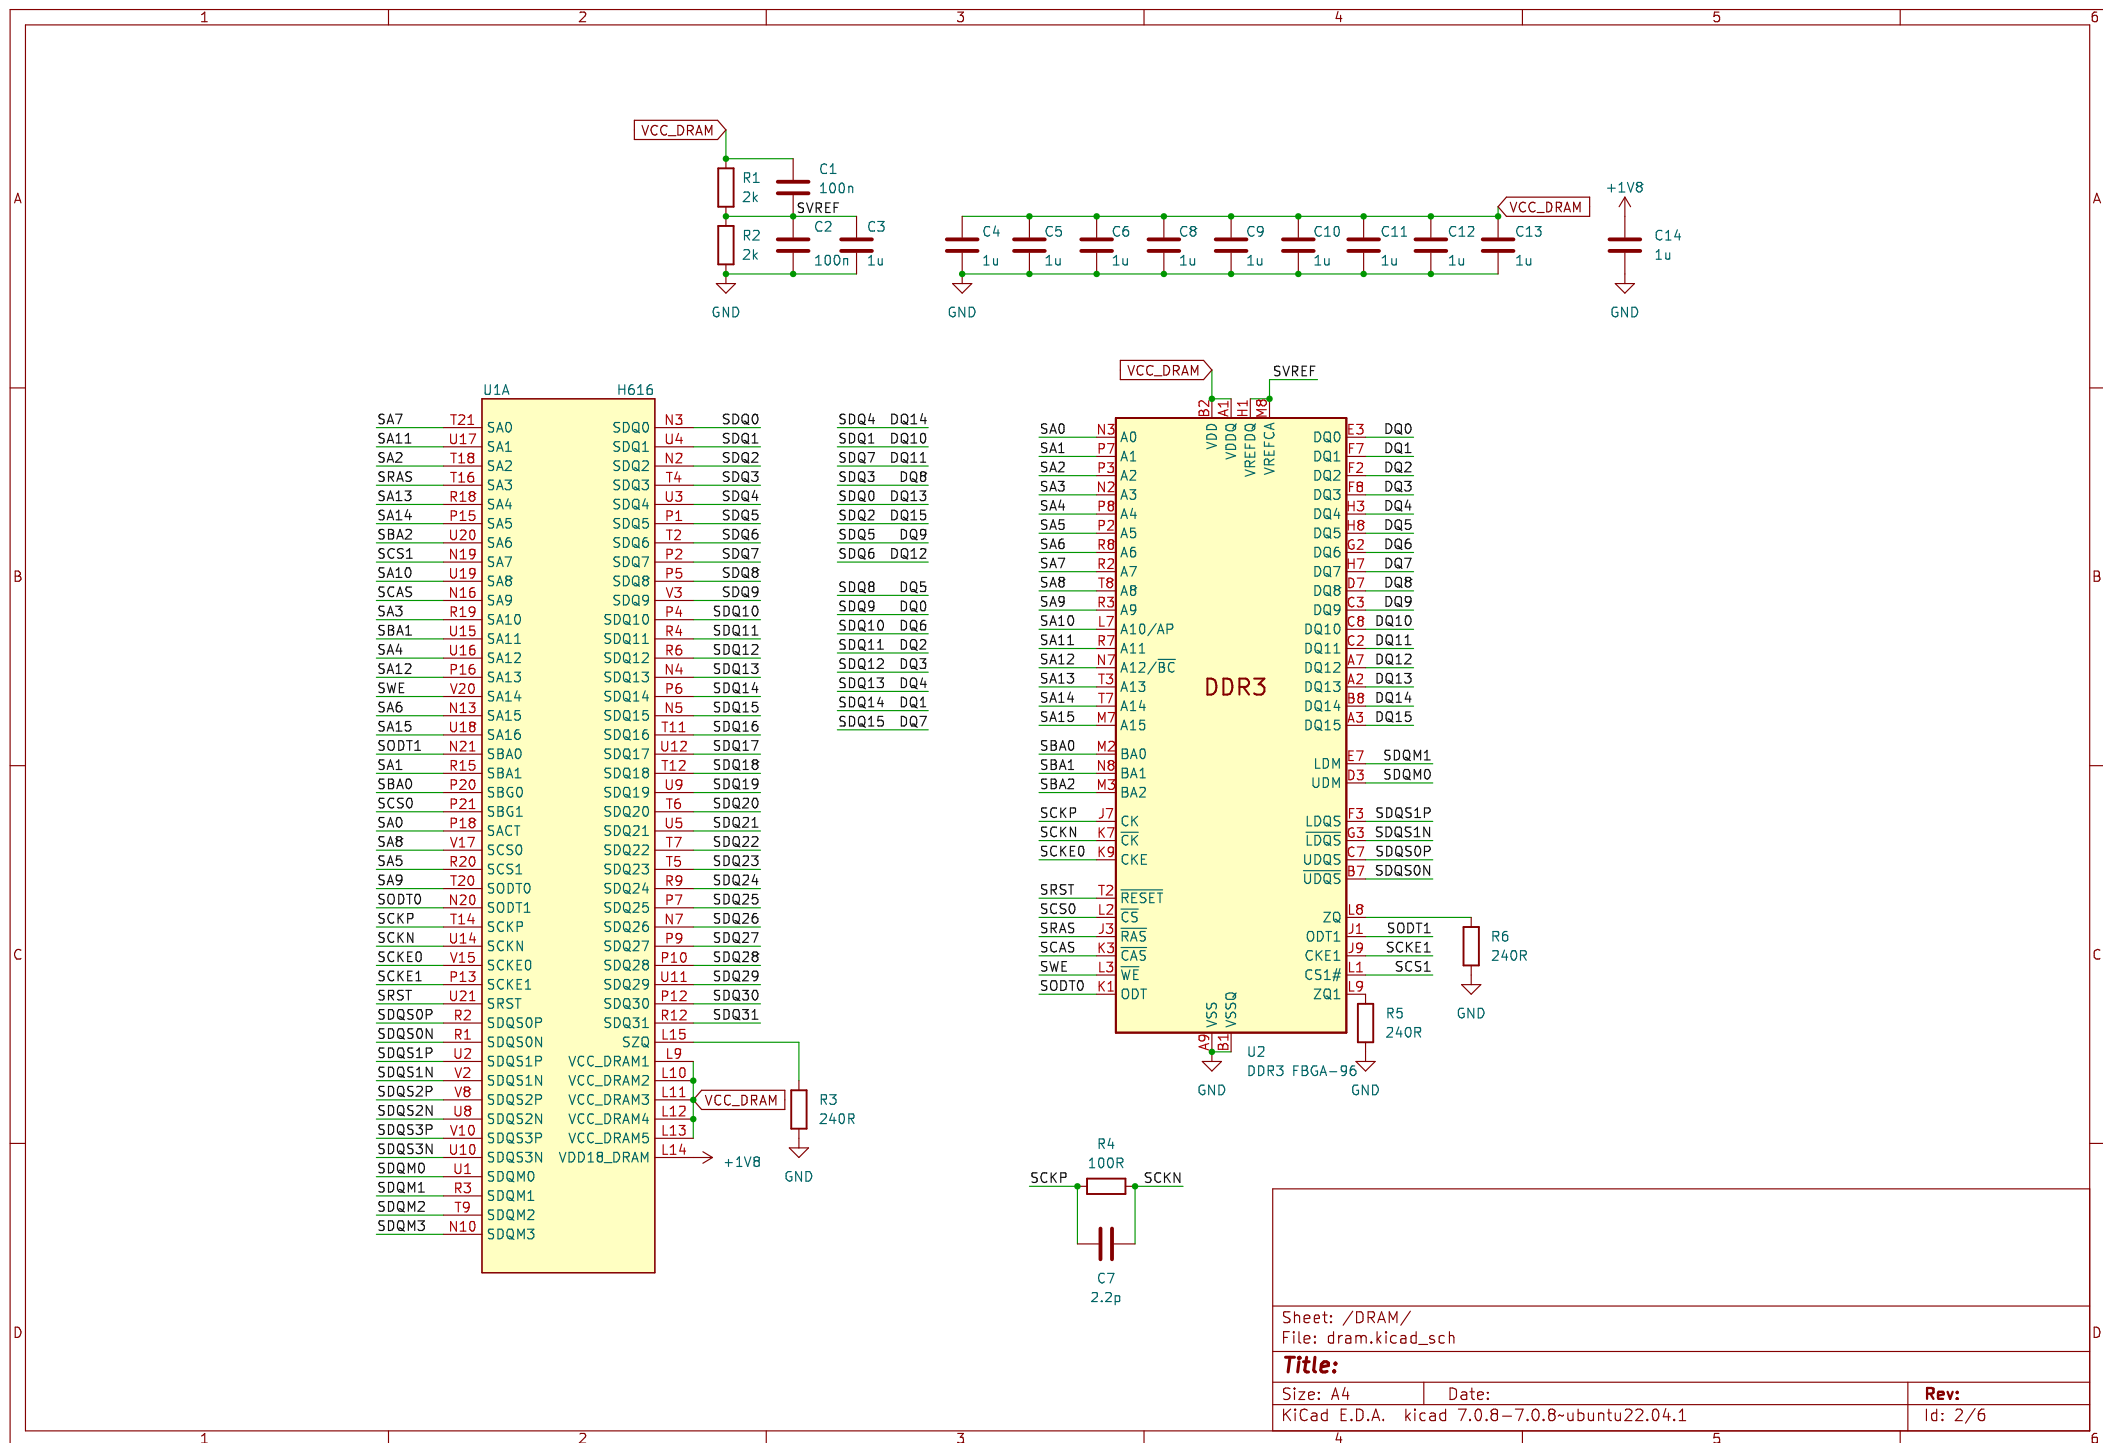 1 2 3 4 5 6
A A
B B
C C
D D
VCC_DRAM
R1
2k
C1
100n
SVREF
R2
2k
C2
100n
C3
1u
GND
C4
1u
C5
1u
C6
1u
C8
1u
C9
1u
C10
1u
C11
1u
C12
1u
C13
1u
VCC_DRAM
GND
+1V8
C14
1u
GND
U1A H616
SA7 T21 SA0 SDQ0 N3 SDQ0
SA11 U17 SA1 SDQ1 U4 SDQ1
SA2 T18 SA2 SDQ2 N2 SDQ2
SRAS T16 SA3 SDQ3 T4 SDQ3
SA13 R18 SA4 SDQ4 U3 SDQ4
SA14 P15 SA5 SDQ5 P1 SDQ5
SBA2 U20 SA6 SDQ6 T2 SDQ6
SCS1 N19 SA7 SDQ7 P2 SDQ7
SA10 U19 SA8 SDQ8 P5 SDQ8
SCAS N16 SA9 SDQ9 V3 SDQ9
SA3 R19 SA10 SDQ10 P4 SDQ10
SBA1 U15 SA11 SDQ11 R4 SDQ11
SA4 U16 SA12 SDQ12 R6 SDQ12
SA12 P16 SA13 SDQ13 N4 SDQ13
SWE V20 SA14 SDQ14 P6 SDQ14
SA6 N13 SA15 SDQ15 N5 SDQ15
SA15 U18 SA16 SDQ16 T11 SDQ16
SODT1 N21 SBA0 SDQ17 U12 SDQ17
SA1 R15 SBA1 SDQ18 T12 SDQ18
SBA0 P20 SBG0 SDQ19 U9 SDQ19
SCS0 P21 SBG1 SDQ20 T6 SDQ20
SA0 P18 SACT SDQ21 U5 SDQ21
SA8 V17 SCS0 SDQ22 T7 SDQ22
SA5 R20 SCS1 SDQ23 T5 SDQ23
SA9 T20 SODT0 SDQ24 R9 SDQ24
SODT0 N20 SODT1 SDQ25 P7 SDQ25
SCKP T14 SCKP SDQ26 N7 SDQ26
SCKN U14 SCKN SDQ27 P9 SDQ27
SCKE0 V15 SCKE0 SDQ28 P10 SDQ28
SCKE1 P13 SCKE1 SDQ29 U11 SDQ29
SRST U21 SRST SDQ30 P12 SDQ30
SDQS0P R2 SDQS0P SDQ31 R12 SDQ31
SDQS0N R1 SDQS0N SZQ L15
SDQS1P U2 SDQS1P VCC_DRAM1 L9
SDQS1N V2 SDQS1N VCC_DRAM2 L10
SDQS2P V8 SDQS2P VCC_DRAM3 L11 VCC_DRAM
SDQS2N U8 SDQS2N VCC_DRAM4 L12
SDQS3P V10 SDQS3P VCC_DRAM5 L13
SDQS3N U10 SDQS3N VDD18_DRAM L14 +1V8
SDQM0 U1 SDQM0
SDQM1 R3 SDQM1
SDQM2 T9 SDQM2
SDQM3 N10 SDQM3
R3
240R
GND
SDQ4 DQ14
SDQ1 DQ10
SDQ7 DQ11
SDQ3 DQ8
SDQ0 DQ13
SDQ2 DQ15
SDQ5 DQ9
SDQ6 DQ12
SDQ8 DQ5
SDQ9 DQ0
SDQ10 DQ6
SDQ11 DQ2
SDQ12 DQ3
SDQ13 DQ4
SDQ14 DQ1
SDQ15 DQ7
VCC_DRAM SVREF
B2 A1 H1 M8
VDD VDDQ VREFDQ VREFCA
SA0 N3 A0 DQ0 E3 DQ0
SA1 P7 A1 DQ1 F7 DQ1
SA2 P3 A2 DQ2 F2 DQ2
SA3 N2 A3 DQ3 F8 DQ3
SA4 P8 A4 DQ4 H3 DQ4
SA5 P2 A5 DQ5 H8 DQ5
SA6 R8 A6 DQ6 G2 DQ6
SA7 R2 A7 DQ7 H7 DQ7
SA8 T8 A8 DQ8 D7 DQ8
SA9 R3 A9 DQ9 C3 DQ9
SA10 L7 A10/AP DQ10 C8 DQ10
SA11 R7 A11 DQ11 C2 DQ11
SA12 N7 A12/BC DQ12 A7 DQ12
SA13 T3 A13 DQ13 A2 DQ13
SA14 T7 A14 DQ14 B8 DQ14
SA15 M7 A15 DQ15 A3 DQ15
DDR3
SBA0 M2 BA0 LDM E7 SDQM1
SBA1 N8 BA1 UDM D3 SDQM0
SBA2 M3 BA2
SCKP J7 CK LDQS F3 SDQS1P
SCKN K7 CK LDQS G3 SDQS1N
SCKE0 K9 CKE UDQS C7 SDQS0P
UDQS B7 SDQS0N
SRST T2 RESET
SCS0 L2 CS ZQ L8
SRAS J3 RAS ODT1 J1 SODT1
SCAS K3 CAS CKE1 J9 SCKE1
SWE L3 WE CS1# L1 SCS1
SODT0 K1 ODT ZQ1 L9
VSS VSSQ
A9 B1
GND
U2
DDR3 FBGA-96
R6
240R
GND
R5
240R
GND
R4
100R
SCKP SCKN
C7
2.2p
Sheet: /DRAM/
File: dram.kicad_sch
Title:
Size: A4 Date: Rev:
KiCad E.D.A. kicad 7.0.8-7.0.8~ubuntu22.04.1 Id: 2/6
1 2 3 4 5 6